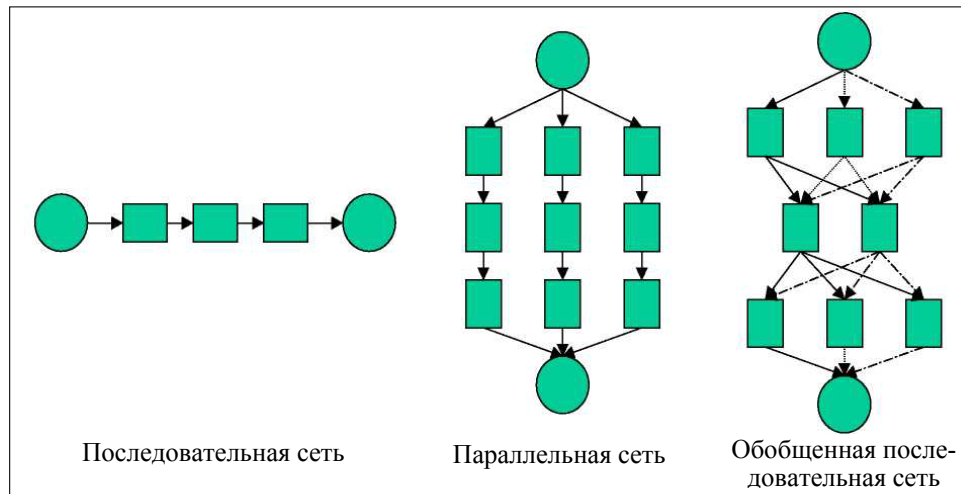 Последовательная сеть
Параллельная сеть
Обобщенная после-
довательная сеть